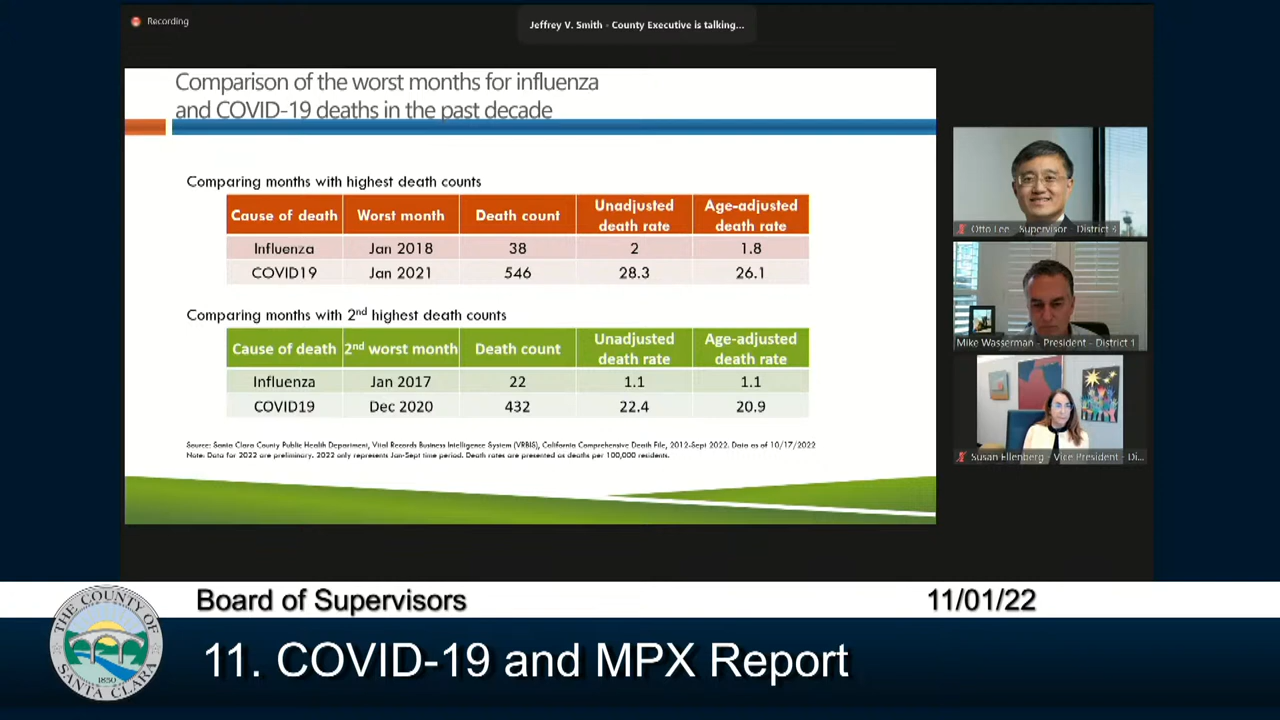 Recording
Jeffrey V. Smith - County Executive is talking...
Comparison of the worst months for influenza
and COVID-19 deaths in the past decade
Comparing months with highest death counts
Cause of death Worst month Death count Unadjusted death rate Age-adjusted death rate
Influenza Jan 2018 38 2 1.8
COVID19 Jan 2021 546 28.3 26.1
Comparing months with 2nd highest death counts
Cause of death 2nd worst month Death count Unadjusted death rate Age-adjusted death rate
Influenza Jan 2017 22 1.1 1.1
COVID19 Dec 2020 432 22.4 20.9
Source: Santa Clara County Public Health Department, Vital Records Business Intelligence System (VRBIS), California Comprehensive Death File, 2012-Sept 2022. Data as of 10/17/2022
Note: Data for 2022 are preliminary. 2022 only represents Jan-Sept time period. Death rates are presented as deaths per 100,000 residents.
Otto Lee - Supervisor - District 3
Mike Wasserman - President - District 1
Susan Ellenberg - Vice President - Di...
Board of Supervisors
11/01/22
THE COUNTY OF
SANTA CLARA
1850
11. COVID-19 and MPX Report